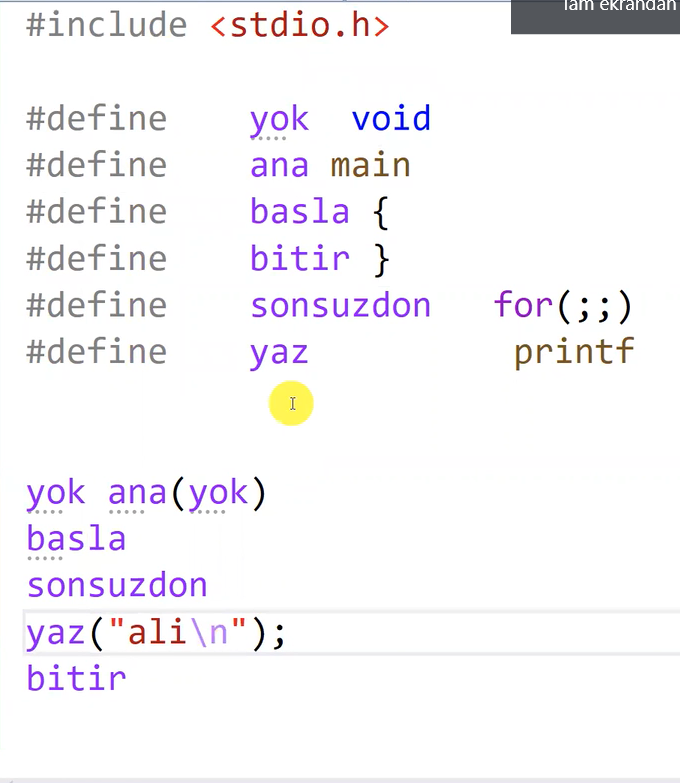 Tam ekrandan
#include <stdio.h>
#define yok void
#define ana main
#define basla {
#define bitir }
#define sonsuzdon for(;;)
#define yaz printf
yok ana(yok)
basla
sonsuzdon
yaz("ali\n");
bitir